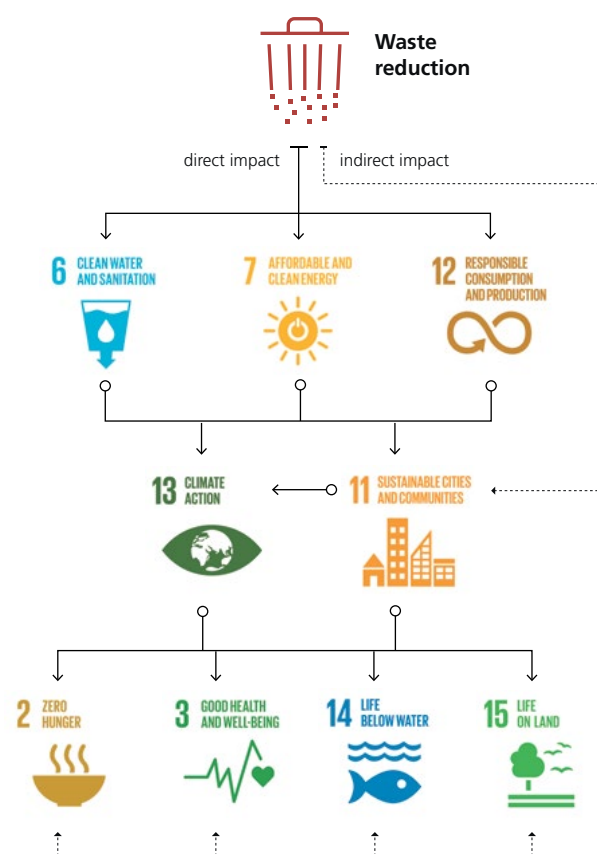 Waste
reduction
direct impact
indirect impact
6 CLEAN WATER
AND SANITATION
7 AFFORDABLE AND
CLEAN ENERGY
12 RESPONSIBLE
CONSUMPTION
AND PRODUCTION
13 CLIMATE
ACTION
11 SUSTAINABLE CITIES
AND COMMUNITIES
2 ZERO
HUNGER
3 GOOD HEALTH
AND WELL-BEING
14 LIFE
BELOW WATER
15 LIFE
ON LAND